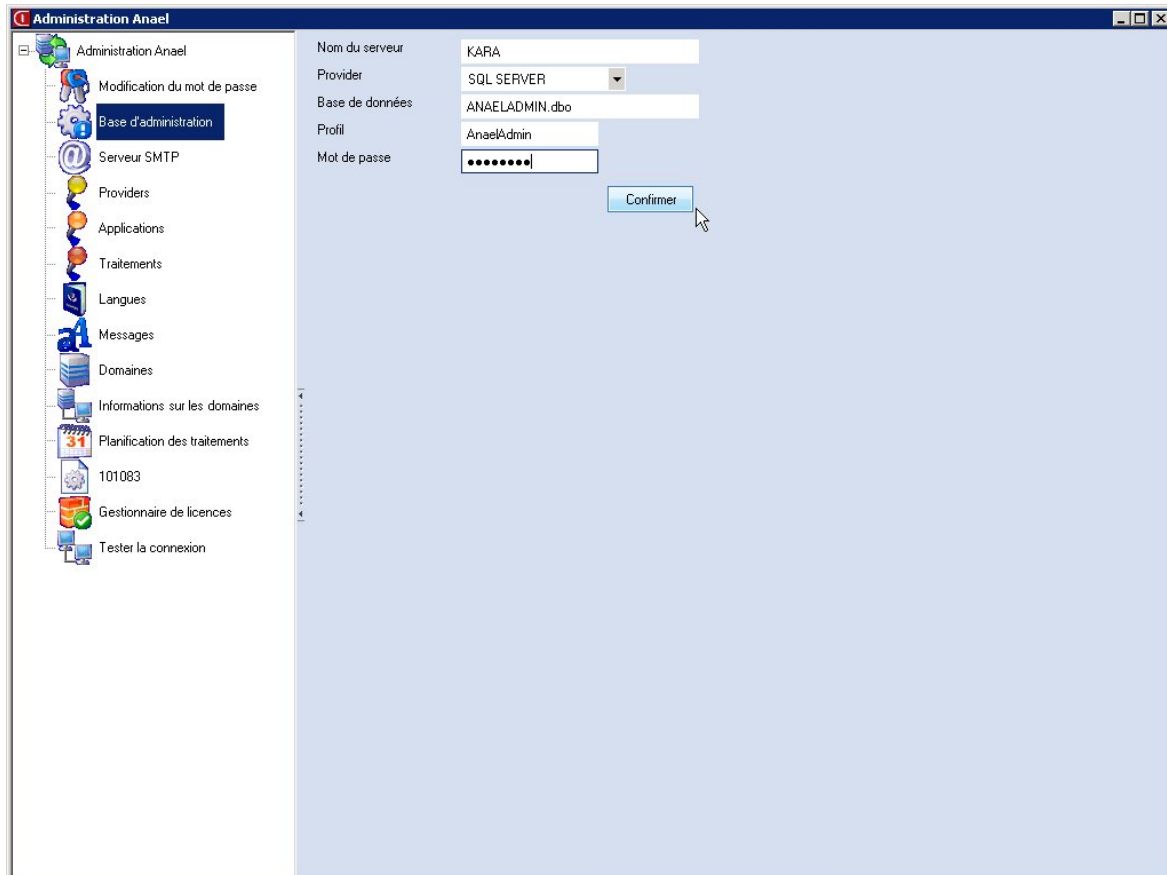 Administration Anael
Administration Anael
Modification du mot de passe
Base d'administration
Serveur SMTP
Providers
Applications
Traitements
Langues
Messages
Domaines
Informations sur les domaines
31
Planification des traitements
101083
Gestionnaire de licences
Tester la connexion
Nom du serveur KARA
Provider SQL SERVER
Base de données ANAELADMIN.dbo
Profil AnaelAdmin
Mot de passe ••••••••
Confirmer